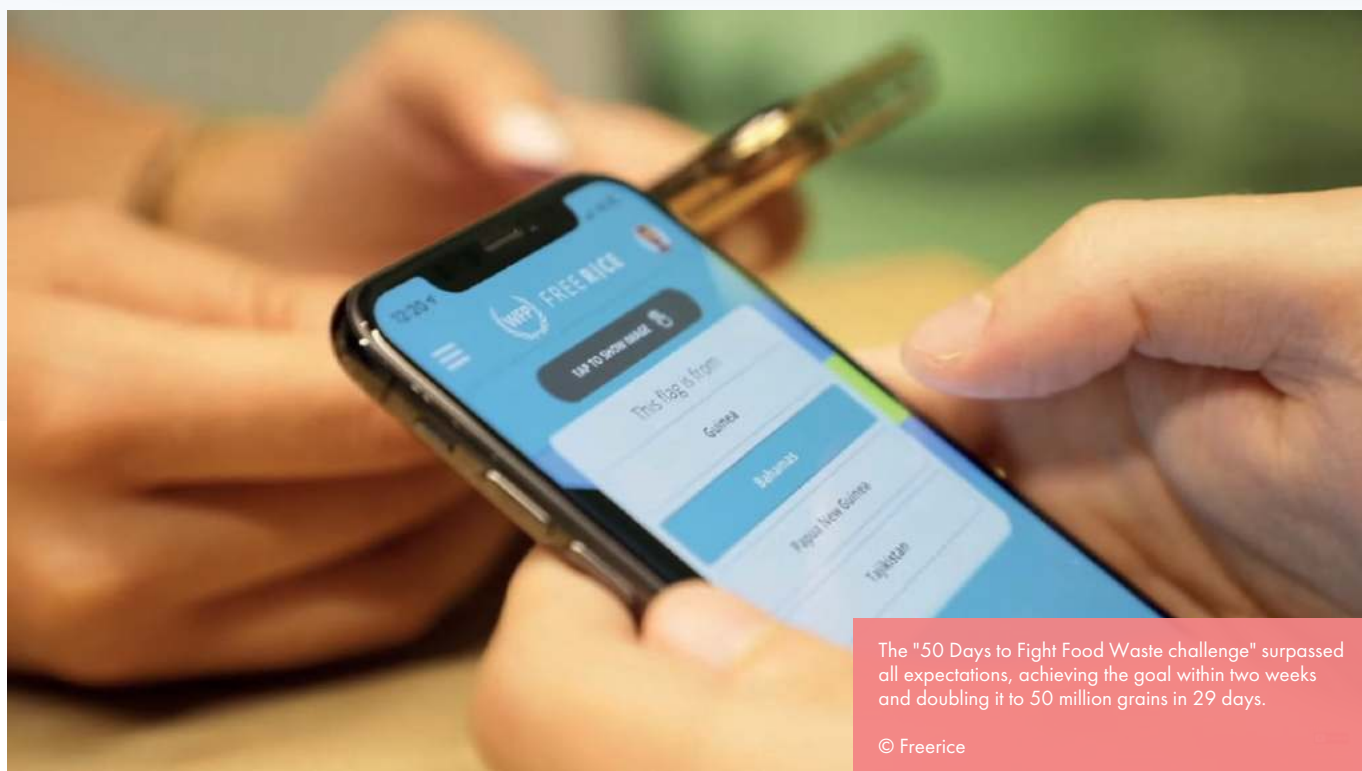 12:20
WFP FREERICE
TAP TO SHOW IMAGE
This flag is from
Guinea
Bahamas
Papua New Guinea
Tajikistan
The "50 Days to Fight Food Waste challenge" surpassed
all expectations, achieving the goal within two weeks
and doubling it to 50 million grains in 29 days.
© Freerice